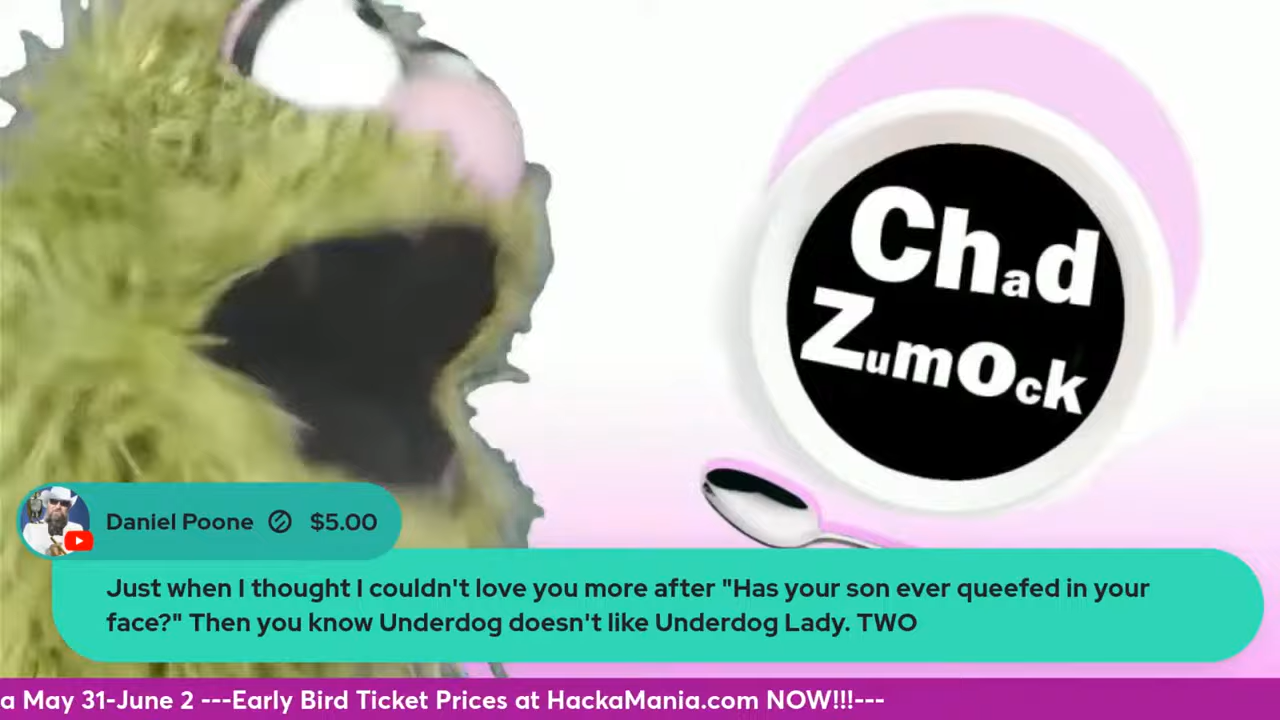 Chad
Zumock
Daniel Poone $5.00
Just when I thought I couldn't love you more after "Has your son ever queefed in your
face?" Then you know Underdog doesn't like Underdog Lady. TWO
a May 31-June 2 ---Early Bird Ticket Prices at HackaMania.com NOW!!!---